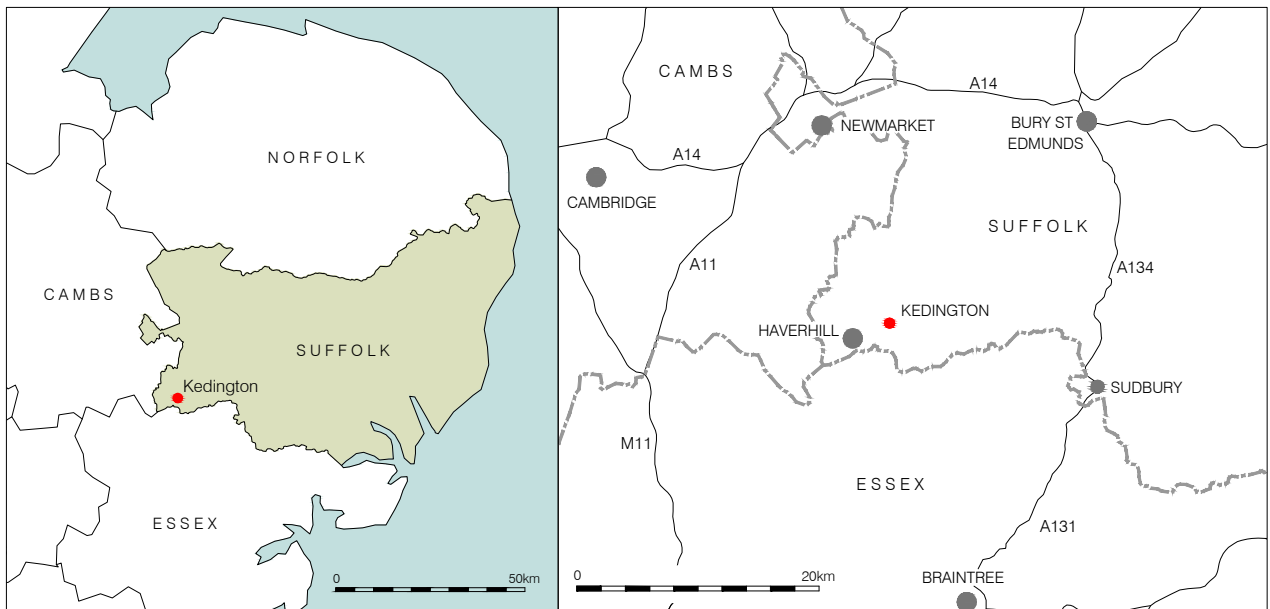 NORFOLK
CAMBS
SUFFOLK
Kedington
ESSEX
0 50km
CAMBS
A14
NEWMARKET
BURY ST
EDMUNDS
A14
CAMBRIDGE
SUFFOLK
A11
A134
KEDINGTON
HAVERHILL
SUDBURY
M11
ESSEX
A131
0 20km
BRAINTREE